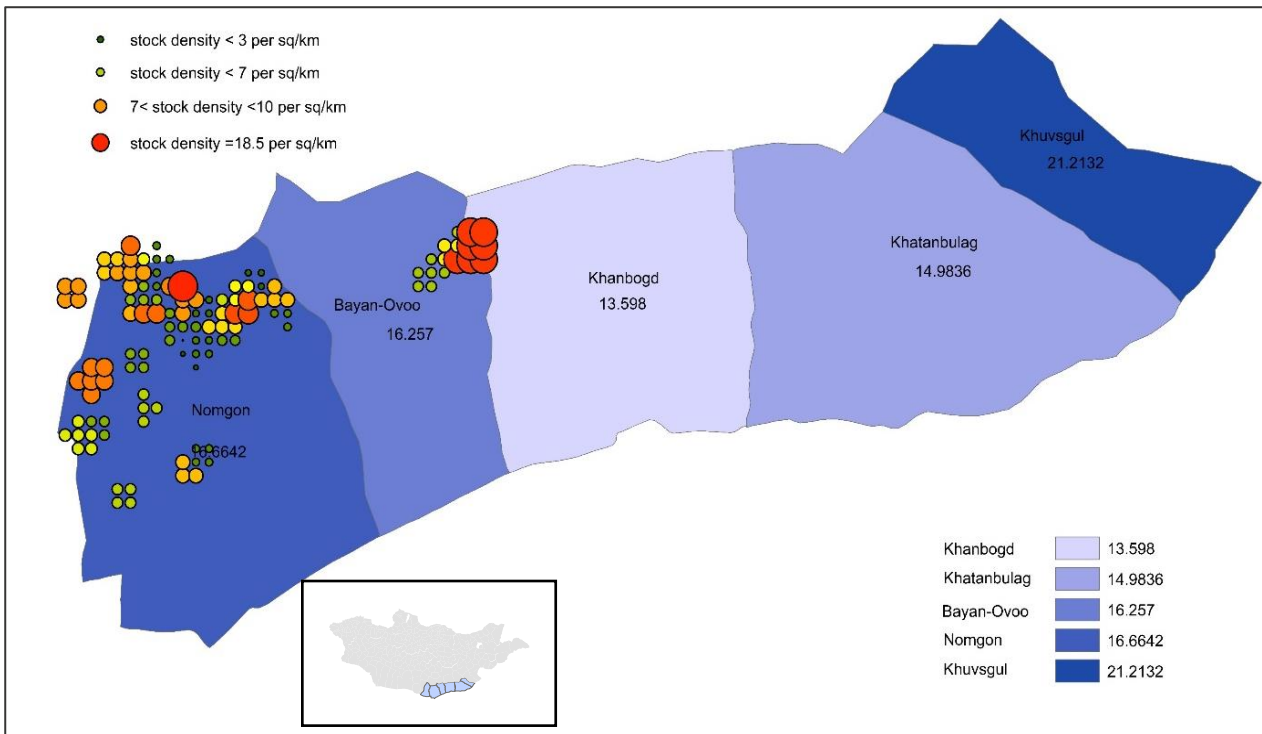 stock density < 3 per sq/km
stock density < 7 per sq/km
7< stock density <10 per sq/km
stock density =18.5 per sq/km
Khuvsgul
21.2132
Khatanbulag
14.9836
Khanbogd
13.598
Bayan-Ovoo
16.257
Nomgon
16.6642
Khanbogd 13.598
Khatanbulag 14.9836
Bayan-Ovoo 16.257
Nomgon 16.6642
Khuvsgul 21.2132